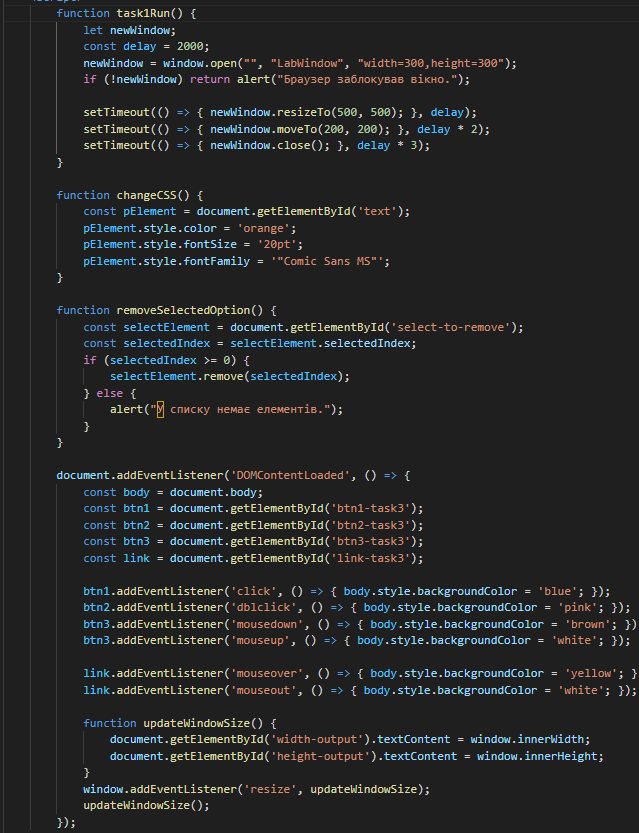 function task1Run() {
let newWindow;
const delay = 2000;
newWindow = window.open("", "LabWindow", "width=300,height=300");
if (!newWindow) return alert("Браузер заблокував вікно.");
setTimeout(() => { newWindow.resizeTo(500, 500); }, delay);
setTimeout(() => { newWindow.moveTo(200, 200); }, delay * 2);
setTimeout(() => { newWindow.close(); }, delay * 3);
}
function changeCSS() {
const pElement = document.getElementById('text');
pElement.style.color = 'orange';
pElement.style.fontSize = '20pt';
pElement.style.fontFamily = '"Comic Sans MS"';
}
function removeSelectedOption() {
const selectElement = document.getElementById('select-to-remove');
const selectedIndex = selectElement.selectedIndex;
if (selectedIndex >= 0) {
selectElement.remove(selectedIndex);
} else {
alert("У списку немає елементів.");
}
}
document.addEventListener('DOMContentLoaded', () => {
const body = document.body;
const btn1 = document.getElementById('btn1-task3');
const btn2 = document.getElementById('btn2-task3');
const btn3 = document.getElementById('btn3-task3');
const link = document.getElementById('link-task3');
btn1.addEventListener('click', () => { body.style.backgroundColor = 'blue'; });
btn2.addEventListener('dblclick', () => { body.style.backgroundColor = 'pink'; });
btn3.addEventListener('mousedown', () => { body.style.backgroundColor = 'brown'; })
btn3.addEventListener('mouseup', () => { body.style.backgroundColor = 'white'; });
link.addEventListener('mouseover', () => { body.style.backgroundColor = 'yellow'; }
link.addEventListener('mouseout', () => { body.style.backgroundColor = 'white'; });
function updateWindowSize() {
document.getElementById('width-output').textContent = window.innerWidth;
document.getElementById('height-output').textContent = window.innerHeight;
}
window.addEventListener('resize', updateWindowSize);
updateWindowSize();
});